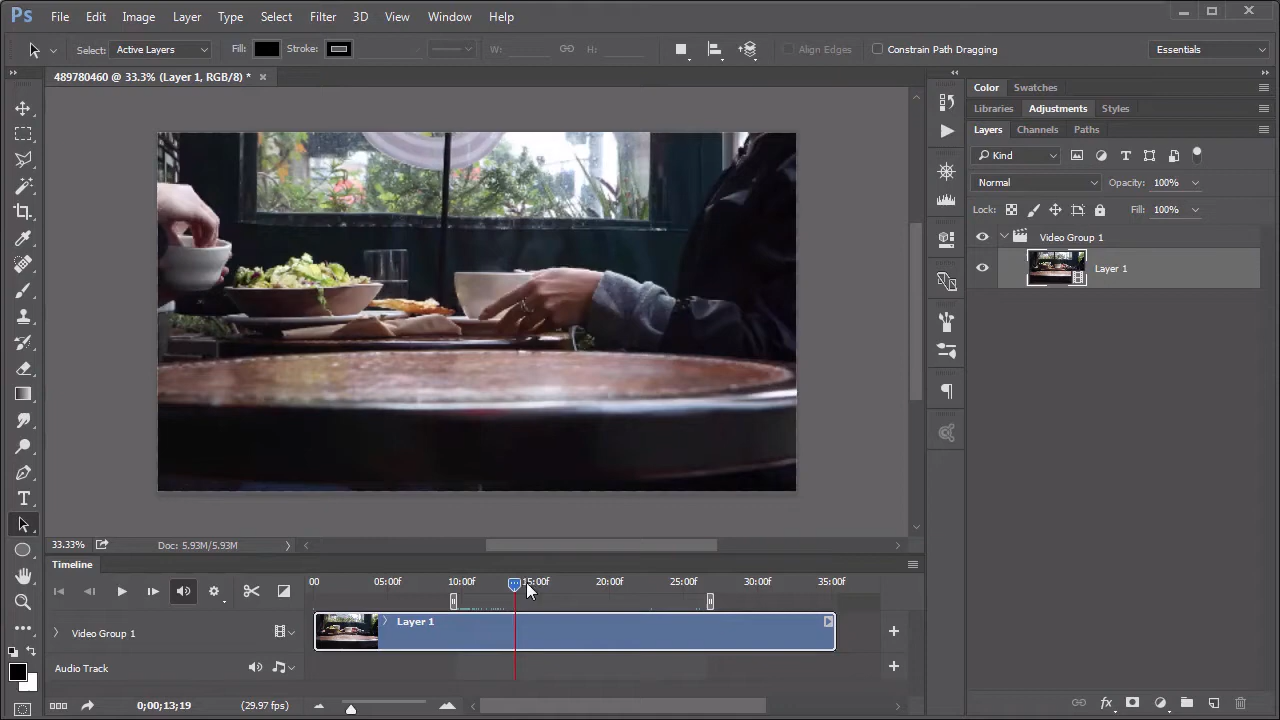 Ps File Edit Image Layer Type Select Filter 3D View Window Help
Select: Active Layers Fill: Stroke: W: H: Align Edges Constrain Path Dragging Essentials
489780460 @ 33.3% (Layer 1, RGB/8) *
Color Swatches
Libraries Adjustments Styles
Layers Channels Paths
Kind
Normal Opacity: 100%
Lock: Fill: 100%
Video Group 1
Layer 1
33.33% Doc: 5.93M/5.93M
Timeline
00 05:00f 10:00f 15:00f 20:00f 25:00f 30:00f 35:00f
Video Group 1 Layer 1
Audio Track
0;00;13;19 (29.97 fps)